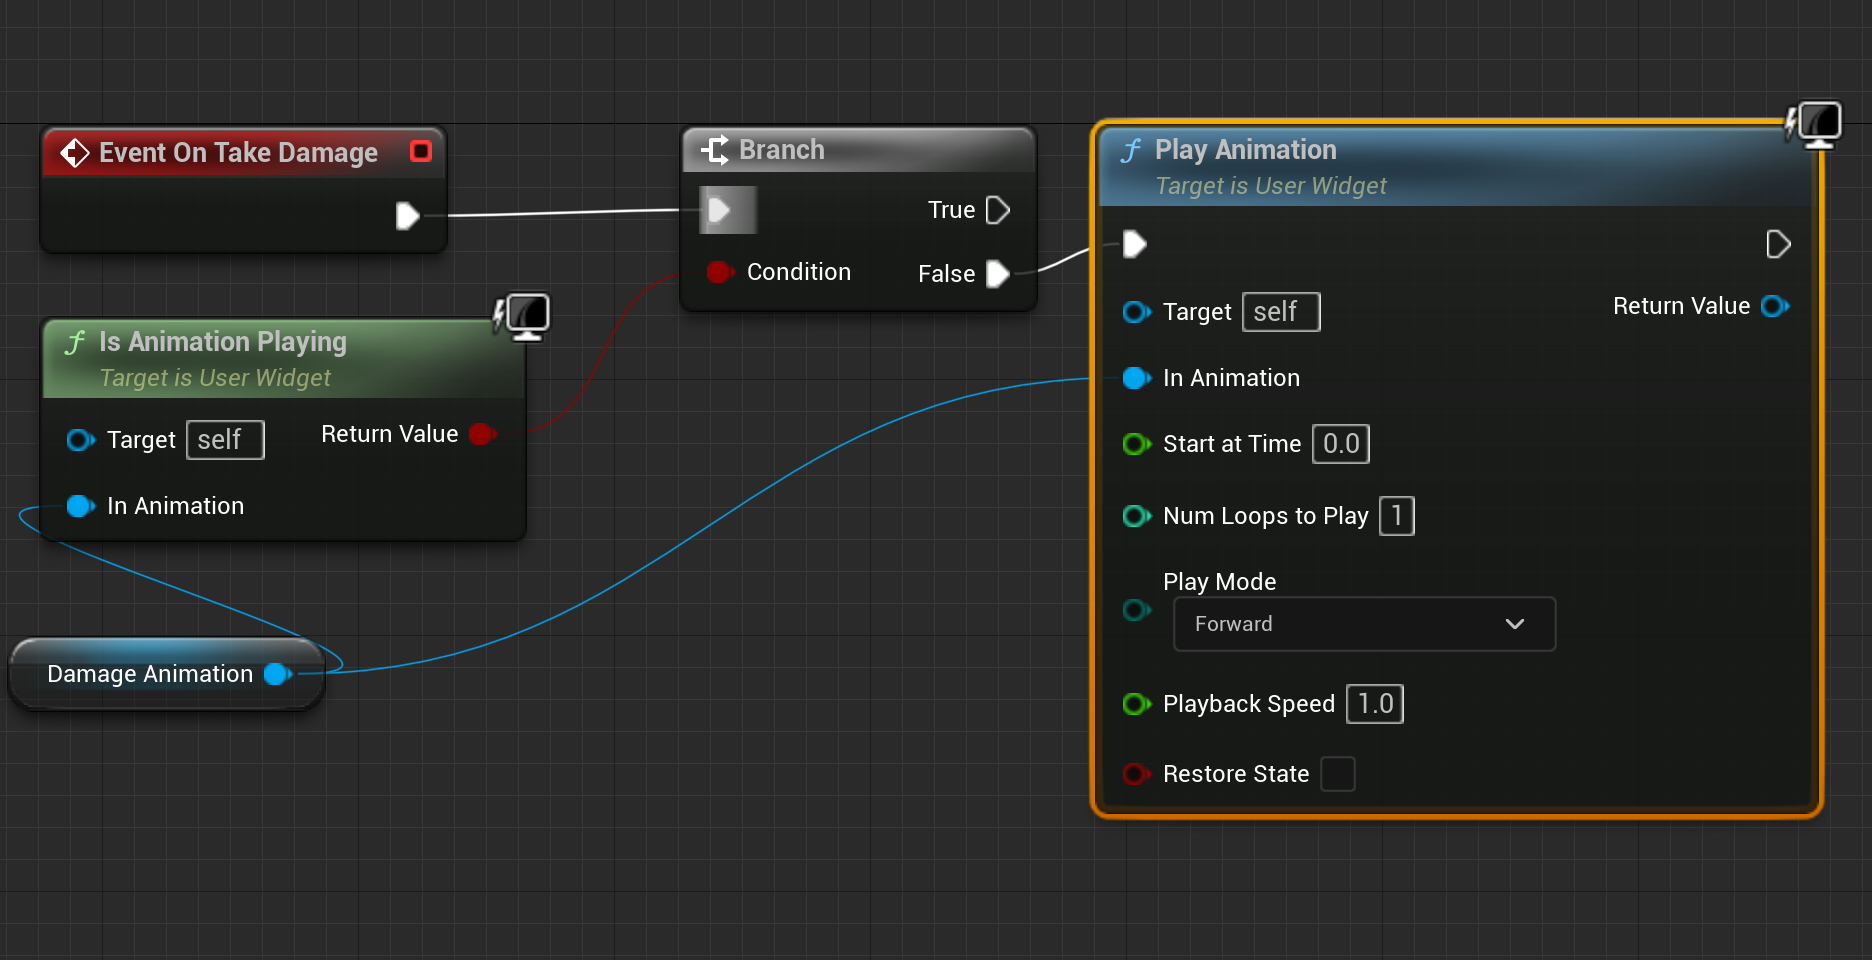 Event On Take Damage
Is Animation Playing
Target is User Widget
Target self
Return Value
In Animation
Damage Animation
Branch
True
Condition
False
Play Animation
Target is User Widget
Target self
Return Value
In Animation
Start at Time 0.0
Num Loops to Play 1
Play Mode
Forward
Playback Speed 1.0
Restore State